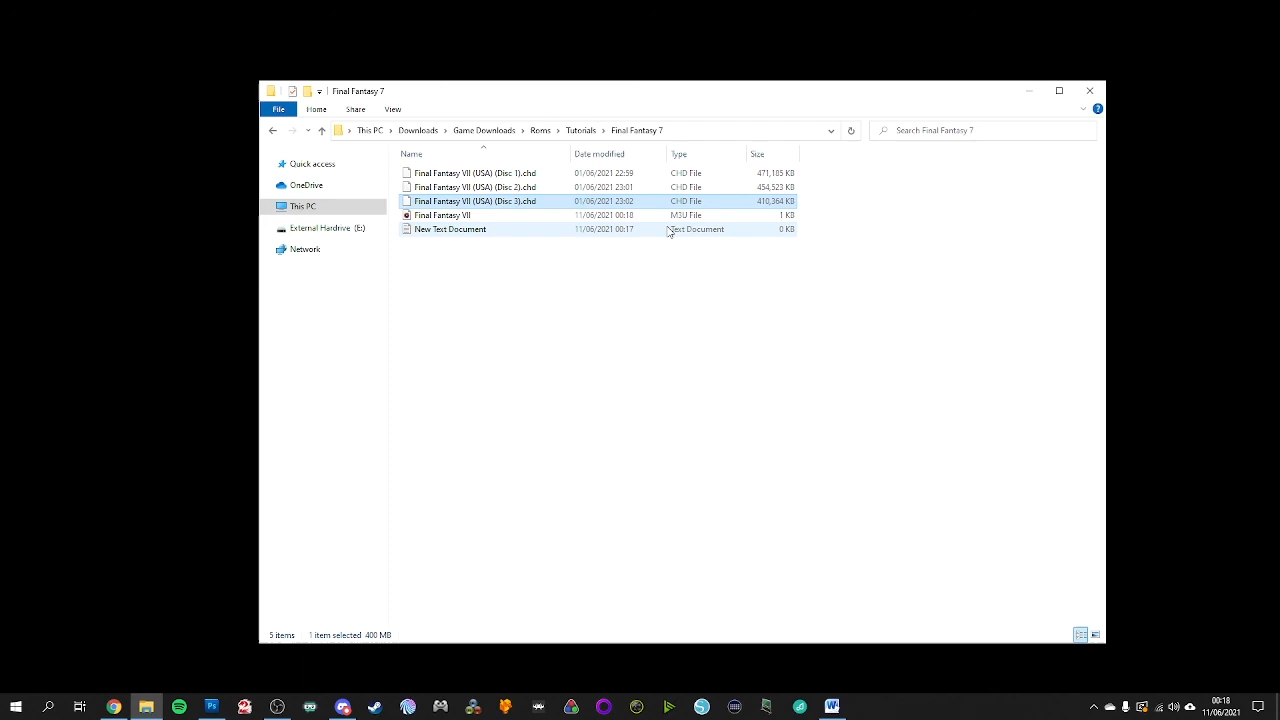 Final Fantasy 7
File Home Share View
This PC Downloads Game Downloads Roms Tutorials Final Fantasy 7 Search Final Fantasy 7
Name Date modified Type Size
Quick access
OneDrive
This PC
External Hardrive (E:)
Network
Final Fantasy VII (USA) (Disc 1).chd 01/06/2021 22:59 CHD File 471,185 KB
Final Fantasy VII (USA) (Disc 2).chd 01/06/2021 23:01 CHD File 454,523 KB
Final Fantasy VII (USA) (Disc 3).chd 01/06/2021 23:02 CHD File 410,364 KB
Final Fantasy VII 11/06/2021 00:18 M3U File 1 KB
New Text Document 11/06/2021 00:17 Text Document 0 KB
5 items 1 item selected 400 MB
Ps
W
00:18
11/06/2021